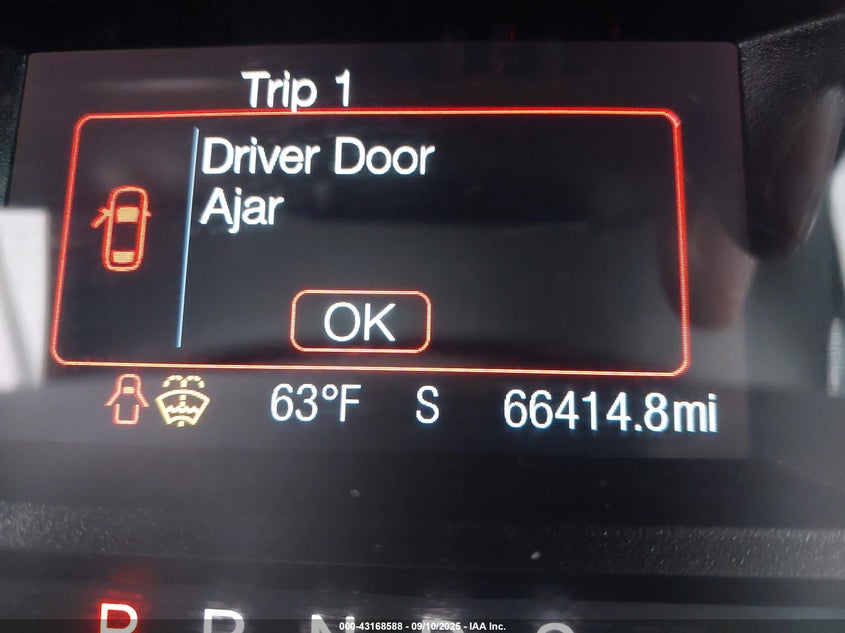 Trip 1
Driver Door
Ajar
OK
63°F S 66414.8mi
P R N
000-43168588 - 09/10/2025 - IAA Inc.